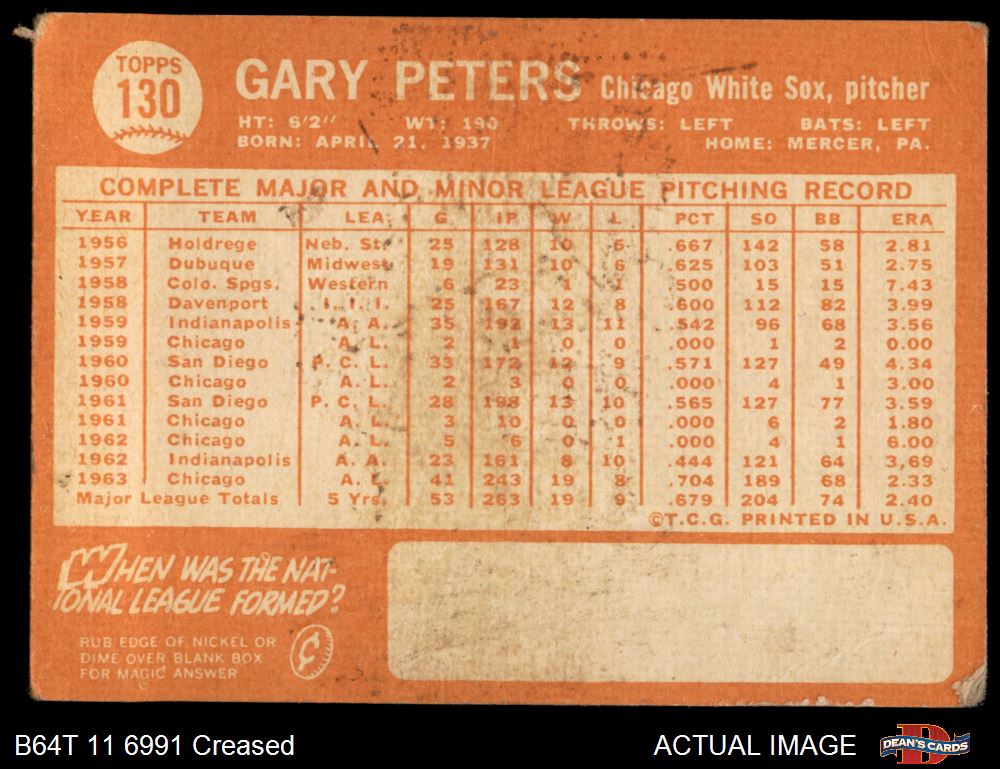 TOPPS
130
GARY PETERS Chicago White Sox, pitcher
HT: 6'2" WT: 190 THROWS: LEFT BATS: LEFT
BORN: APRIL 21, 1937 HOME: MERCER, PA.
COMPLETE MAJOR AND MINOR LEAGUE PITCHING RECORD
YEAR TEAM LEA. G IP W L PCT SO BB ERA
1956 Holdrege Neb. St. 25 128 10 5 .667 142 58 2.81
1957 Dubuque Midwest 19 131 10 6 .625 103 51 2.75
1958 Colo. Spgs. Western 6 23 1 1 .500 15 15 7.43
1958 Davenport I. I. I. 25 167 12 8 .600 112 82 3.99
1959 Indianapolis A. A. 35 192 13 11 .542 96 68 3.56
1959 Chicago A. L. 2 1 0 0 .000 1 2 0.00
1960 San Diego P. C. L. 33 172 12 9 .571 127 49 4.34
1960 Chicago A. L. 2 3 0 0 .000 4 1 3.00
1961 San Diego P. C. L. 28 198 13 10 .565 127 77 3.59
1961 Chicago A. L. 3 10 0 0 .000 6 2 1.80
1962 Chicago A. L. 5 6 0 1 .000 4 1 6.00
1962 Indianapolis A. A. 23 161 8 10 .444 121 64 3,69
1963 Chicago A. L. 41 243 19 8 .704 189 68 2.33
Major League Totals 5 Yrs. 53 263 19 9 .679 204 74 2.40
©T.C.G. PRINTED IN U.S.A.
WHEN WAS THE NAT-
IONAL LEAGUE FORMED?
RUB EDGE OF NICKEL OR
DIME OVER BLANK BOX
FOR MAGIC ANSWER
¢
B64T 11 6991 Creased
ACTUAL IMAGE
DEAN'S CARDS